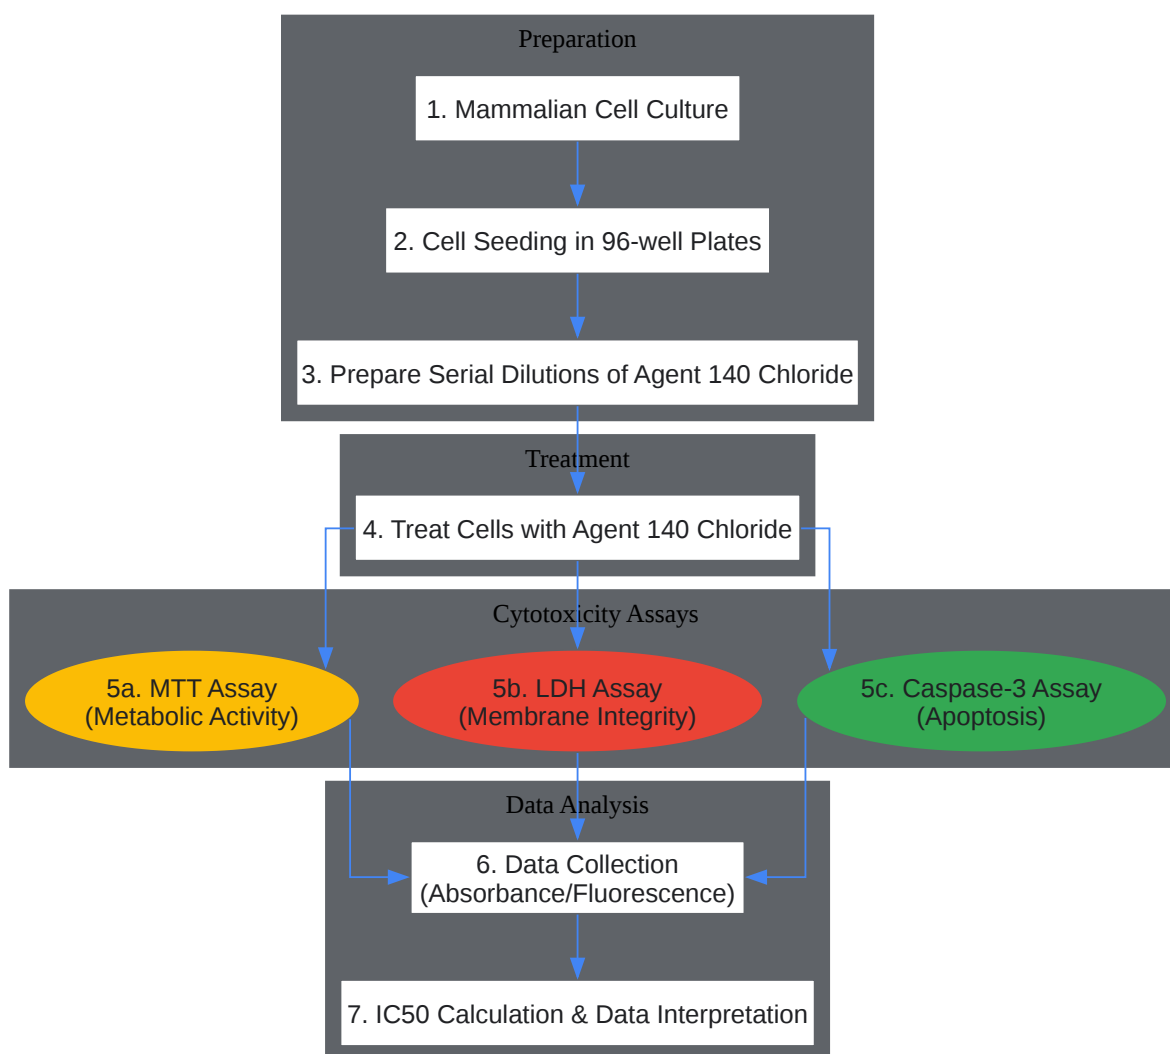 Preparation
1. Mammalian Cell Culture
2. Cell Seeding in 96-well Plates
3. Prepare Serial Dilutions of Agent 140 Chloride
Treatment
4. Treat Cells with Agent 140 Chloride
Cytotoxicity Assays
5a. MTT Assay
(Metabolic Activity)
5b. LDH Assay
(Membrane Integrity)
5c. Caspase-3 Assay
(Apoptosis)
Data Analysis
6. Data Collection
(Absorbance/Fluorescence)
7. IC50 Calculation & Data Interpretation